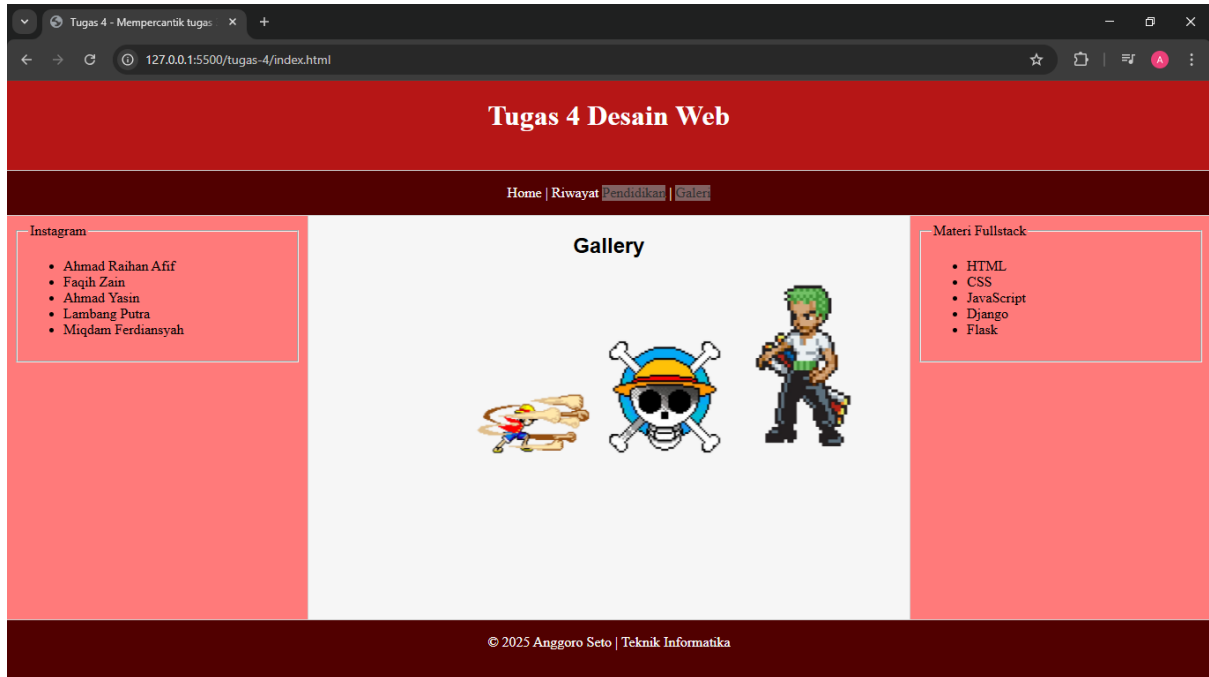 Tugas 4 - Mempercantik tugas
127.0.0.1:5500/tugas-4/index.html
A
Tugas 4 Desain Web
Home | Riwayat Pendidikan | Galeri
Instagram
Ahmad Raihan Afif
Faqih Zain
Ahmad Yasin
Lambang Putra
Miqdam Ferdiansyah
Gallery
Materi Fullstack
HTML
CSS
JavaScript
Django
Flask
© 2025 Anggoro Seto | Teknik Informatika